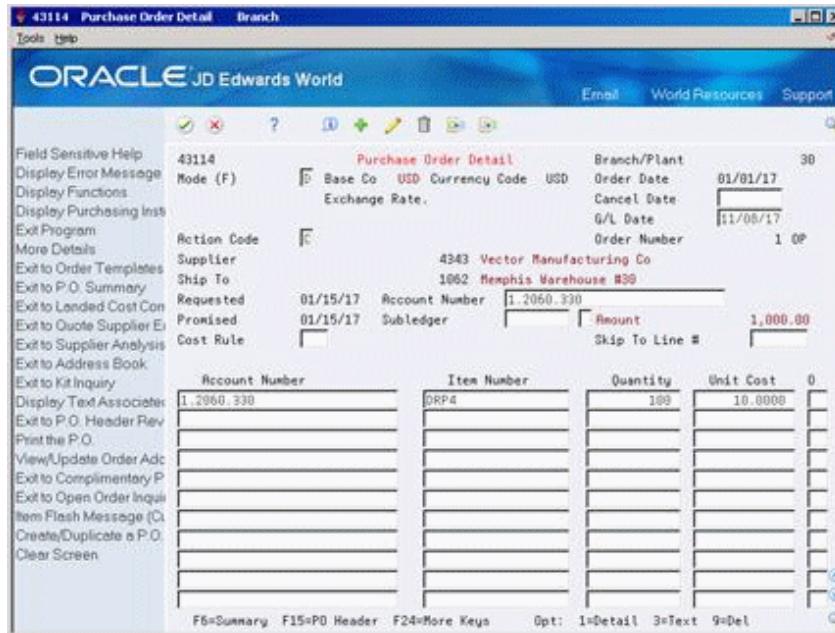 43114 Purchase Order Detail Branch
Tools Help
ORACLE JD Edwards World
Email World Resources Support
Field Sensitive Help
Display Error Message
Display Functions
Display Purchasing Inst
Exit Program
More Details
Exit to Order Templates
Exit to P.O. Summary
Exit to Landed Cost Con
Exit to Quote Supplier E
Exit to Supplier Analysis
Exit to Address Book
Exit to Kit Inquiry
Display Text Associated
Exit to P.O. Header Rev
Print the P.O.
View/Update Order Add
Exit to Complimentary P
Exit to Open Order Inqui
Item Flash Message (Cu
Create/Duplicate a P.O.
Clear Screen
43114 Purchase Order Detail Branch/Plant 30
Mode (F) D Base Co USD Currency Code USD Order Date 01/01/17
Exchange Rate. Cancel Date
G/L Date 11/08/17
Action Code C Order Number 1 OP
Supplier 4343 Vector Manufacturing Co
Ship To 1062 Memphis Warehouse #30
Requested 01/15/17 Account Number 1.2060.330
Promised 01/15/17 Subledger Amount 1,000.00
Cost Rule Skip To Line #
Account Number Item Number Quantity Unit Cost O
1.2060.330 DRP4 100 10.0000
F6=Summary F15=PO Header F24=More Keys Opt: 1=Detail 3=Text 9=Del